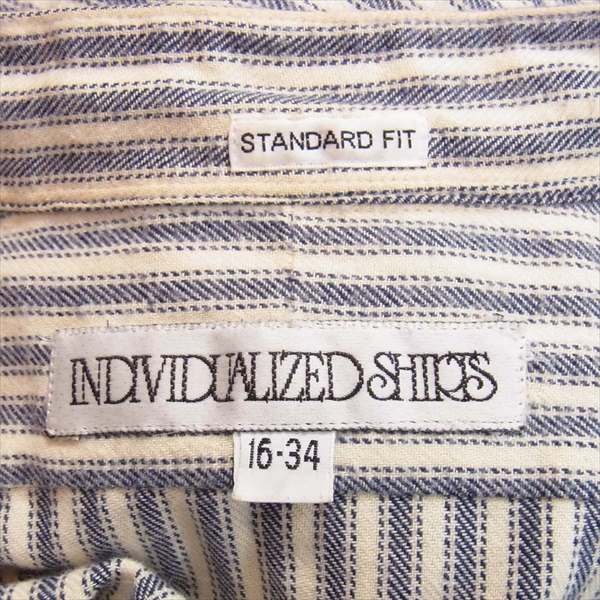 STANDARD FIT
INDIVIDUALIZED SHIRTS
16-34